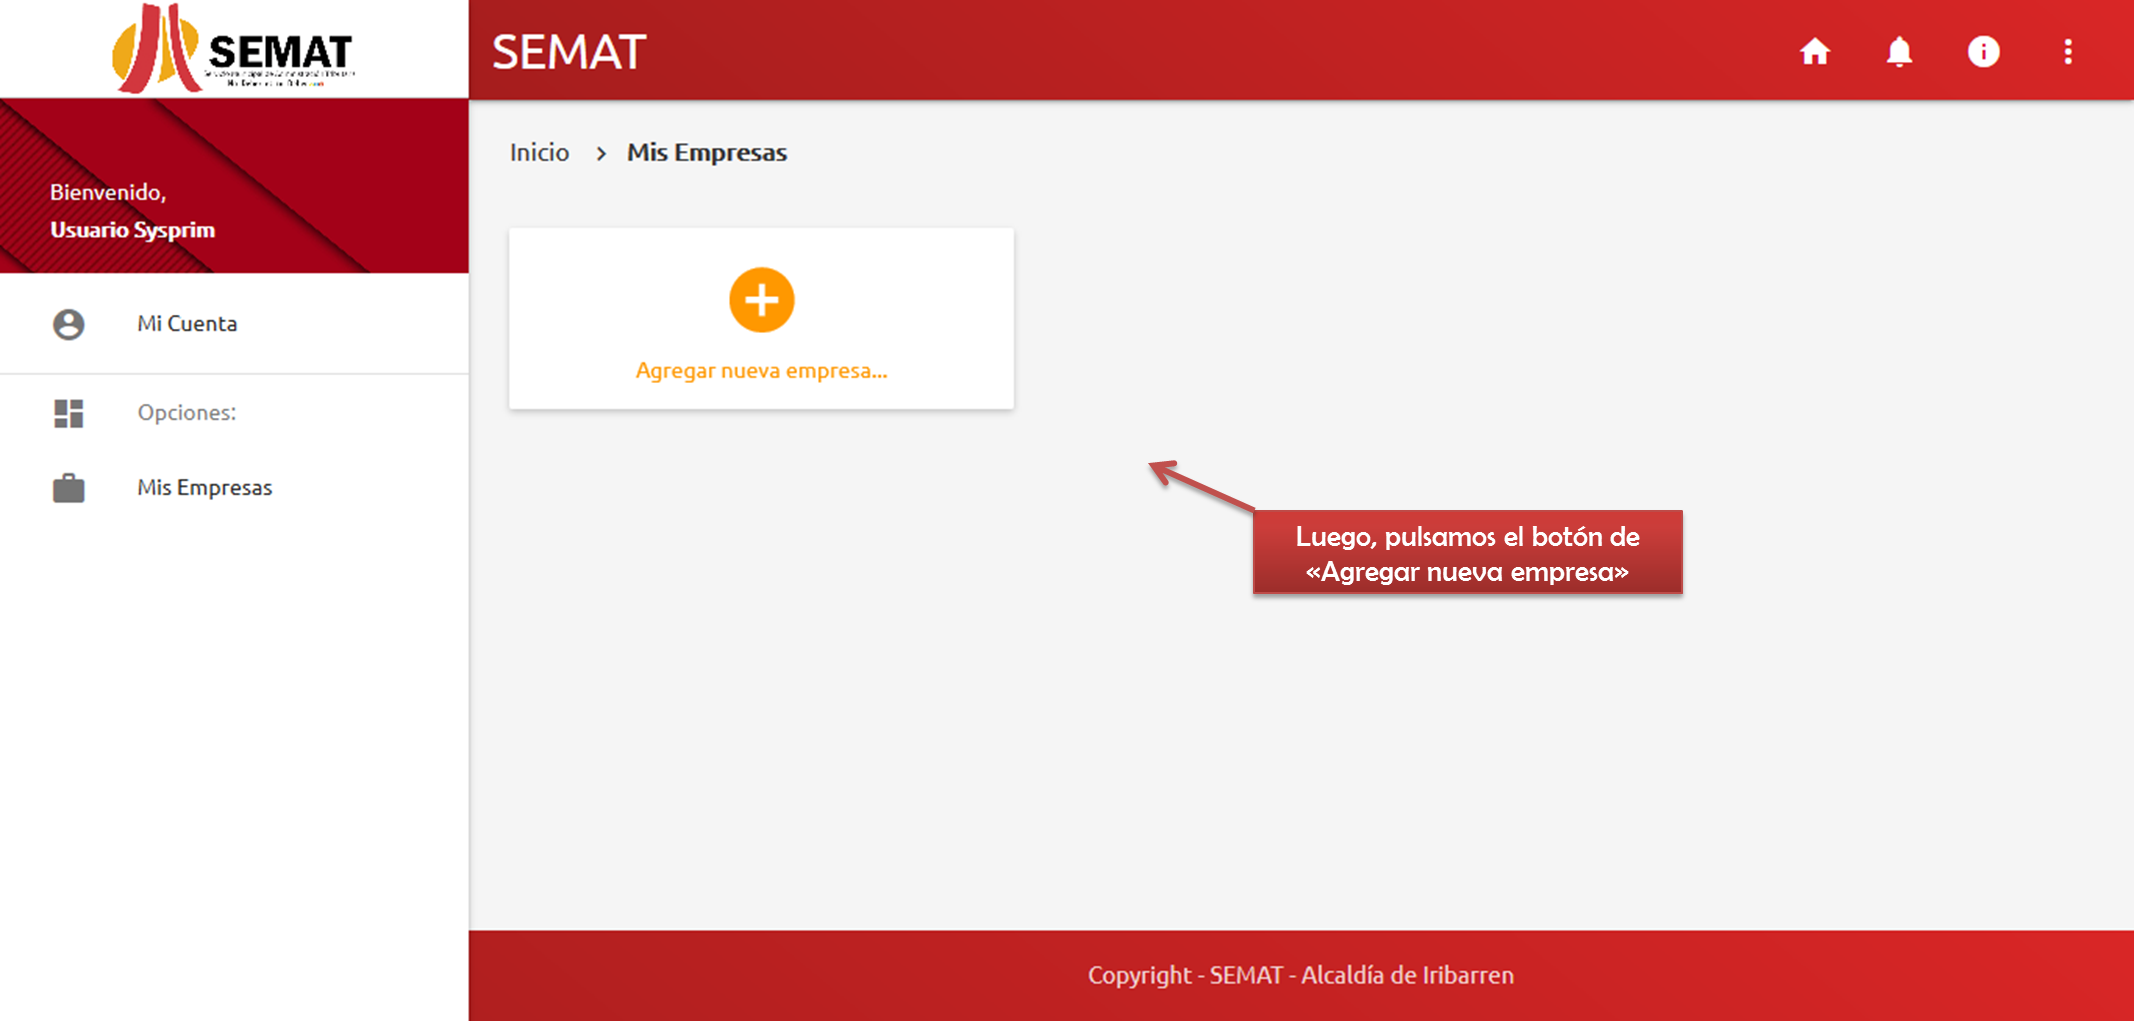 SEMAT
SEMAT
Bienvenido,
Usuario Sysprim
Mi Cuenta
Opciones:
Mis Empresas
Inicio > Mis Empresas
Agregar nueva empresa...
Luego, pulsamos el botón de
«Agregar nueva empresa»
Copyright - SEMAT - Alcaldía de Iribarren